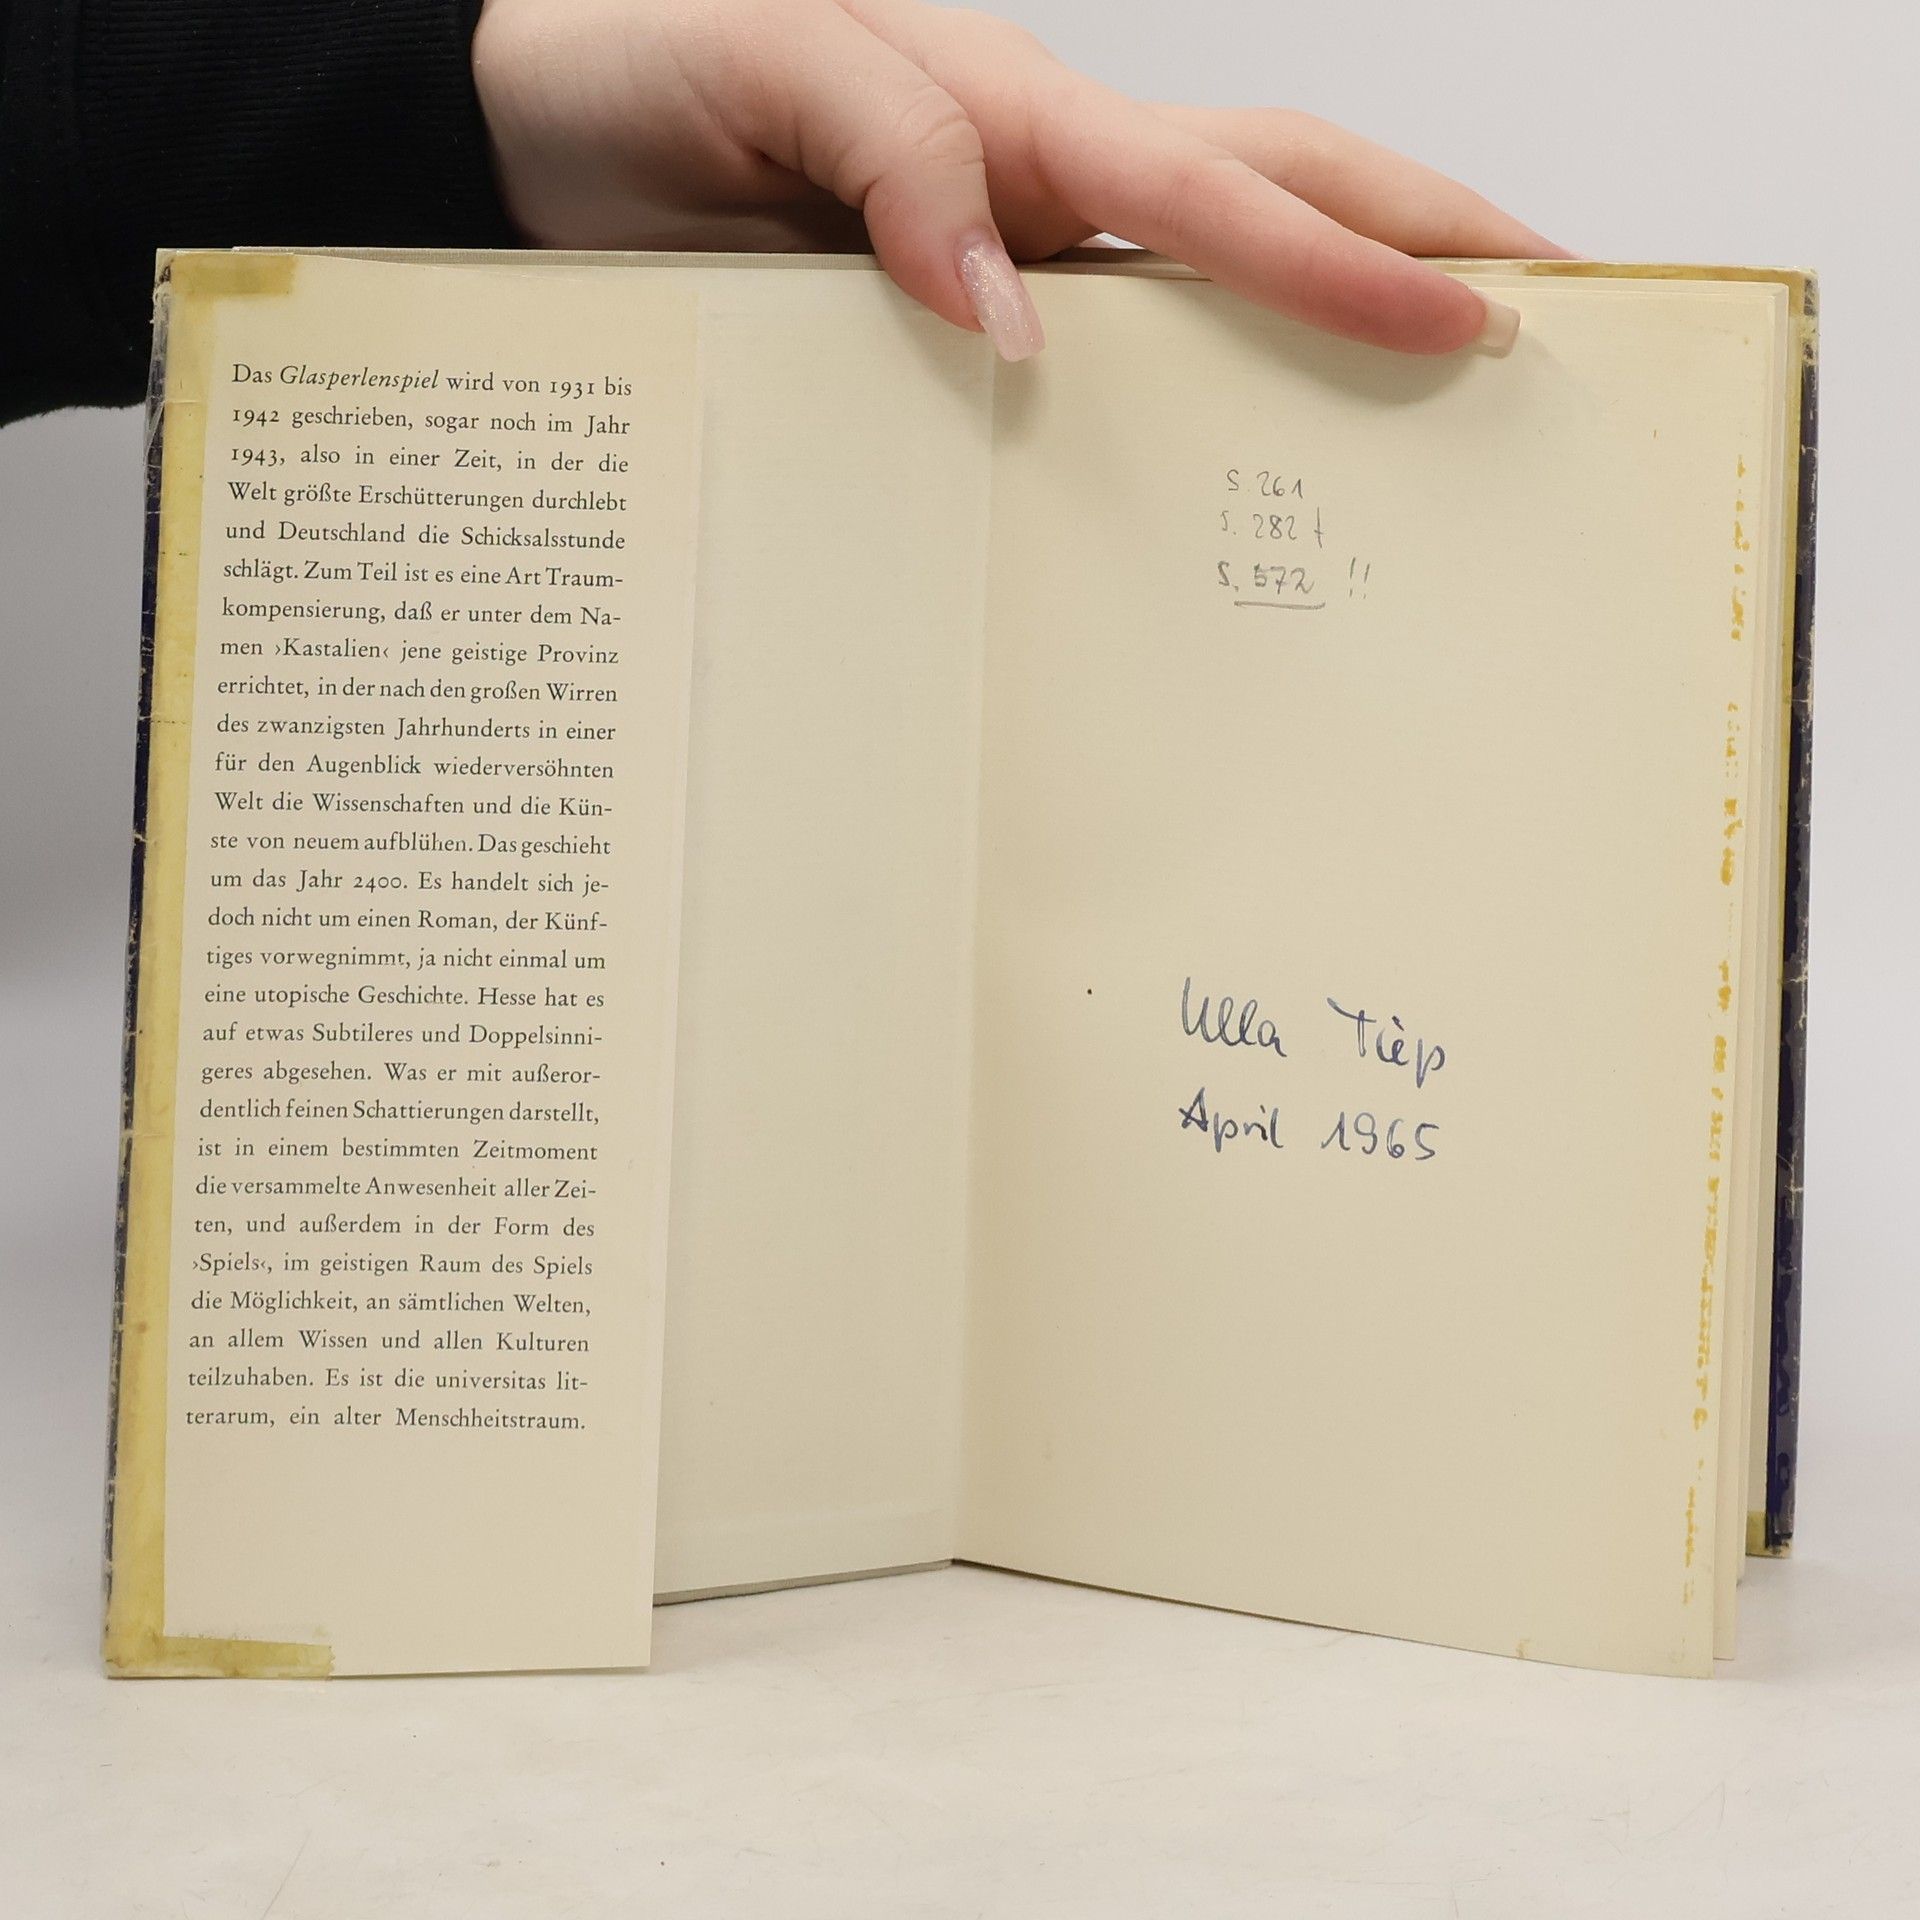 Das Glasperlenspiel wird von 1931 bis
1942 geschrieben, sogar noch im Jahr
1943, also in einer Zeit, in der die
Welt größte Erschütterungen durchlebt
und Deutschland die Schicksalsstunde
schlägt. Zum Teil ist es eine Art Traum-
kompensierung, daß er unter dem Na-
men ›Kastalien‹ jene geistige Provinz
errichtet, in der nach den großen Wirren
des zwanzigsten Jahrhunderts in einer
für den Augenblick wiederversöhnten
Welt die Wissenschaften und die Kün-
ste von neuem aufblühen. Das geschieht
um das Jahr 2400. Es handelt sich je-
doch nicht um einen Roman, der Künf-
tiges vorwegnimmt, ja nicht einmal um
eine utopische Geschichte. Hesse hat es
auf etwas Subtileres und Doppelsinni-
geres abgesehen. Was er mit außeror-
dentlich feinen Schattierungen darstellt,
ist in einem bestimmten Zeitmoment
die versammelte Anwesenheit aller Zei-
ten, und außerdem in der Form des
›Spiels‹, im geistigen Raum des Spiels
die Möglichkeit, an sämtlichen Welten,
an allem Wissen und allen Kulturen
teilzuhaben. Es ist die universitas lit-
terarum, ein alter Menschheitstraum.
S. 261
S. 282 f
S. 572 !!
Ulla Tiep
April 1965